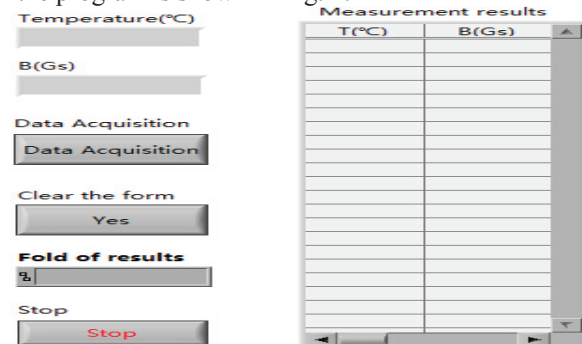 Temperature(℃)
B(Gs)
Data Acquisition
Data Acquisition
Clear the form
Yes
Fold of results
Stop
Stop
Measurement results
T(℃) B(Gs)